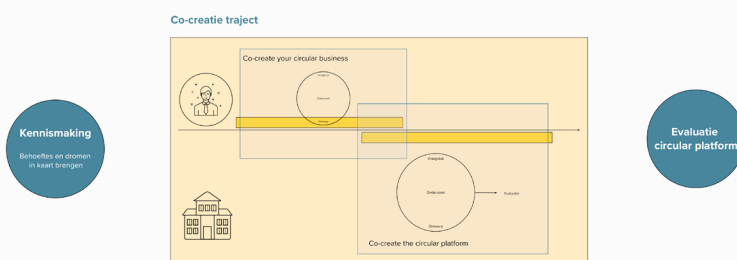 Co-creatie traject
Co-create your circular business
Kennismaking
Behoeftes en dromen
in kaart brengen
Evaluatie
circular platform
Vraagstuk
Onderzoek
Evaluatie
Ontwerp
Co-create the circular platform